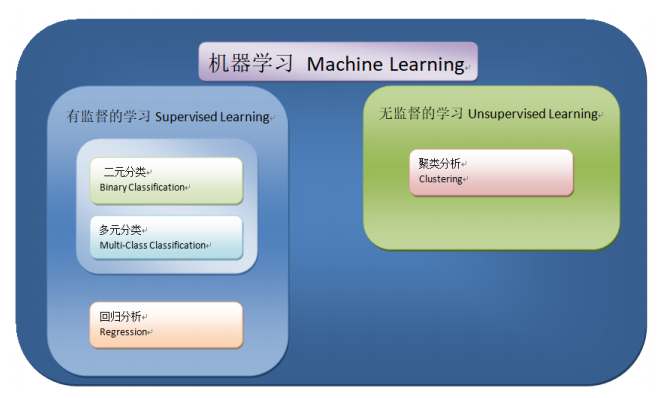 机器学习 Machine Learning
有监督的学习 Supervised Learning
二元分类
Binary Classification
多元分类
Multi-Class Classification
回归分析
Regression
无监督的学习 Unsupervised Learning
聚类分析
Clustering